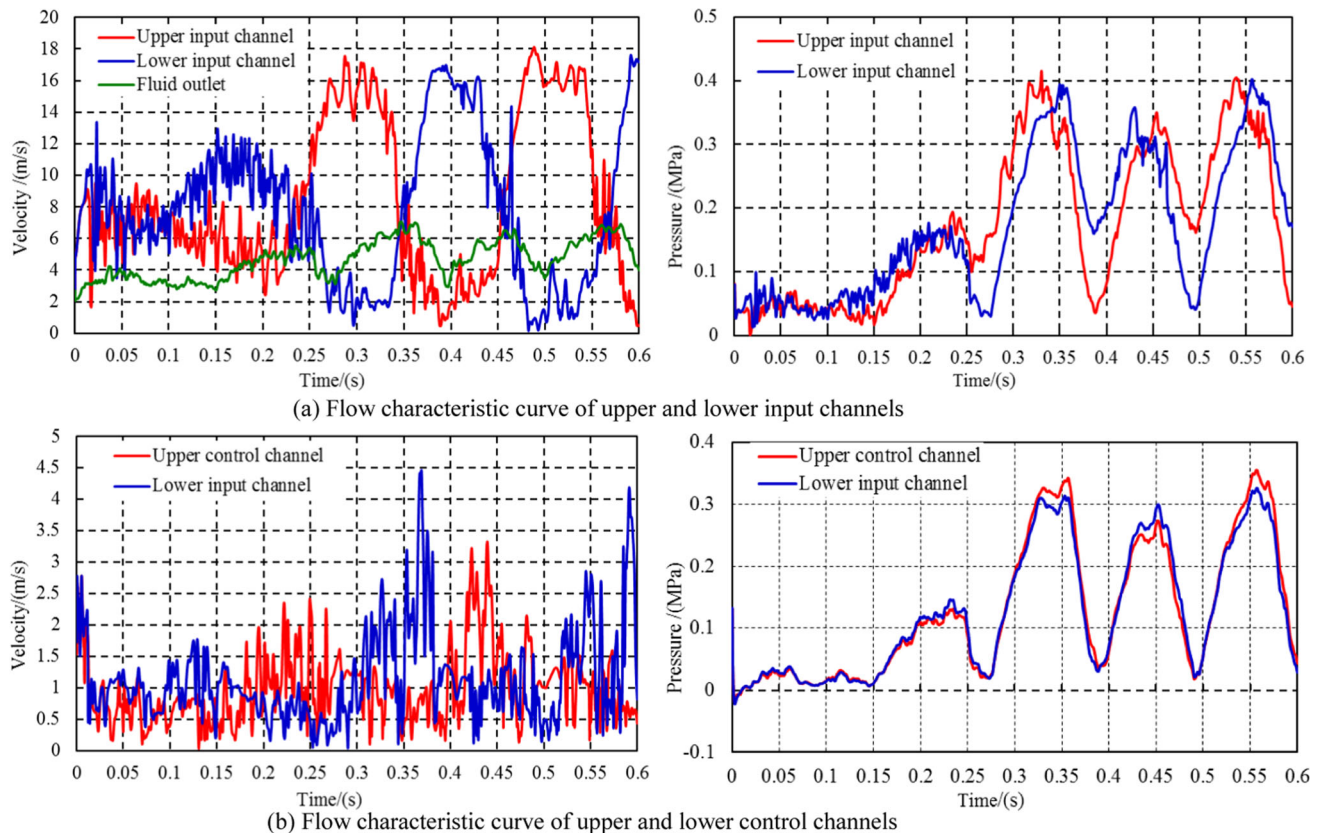 20
18
16
14
12
10
8
6
4
2
0
Velocity /(m/s)
Upper input channel
Lower input channel
Fluid outlet
0 0.05 0.1 0.15 0.2 0.25 0.3 0.35 0.4 0.45 0.5 0.55 0.6
Time/(s)
0.5
0.4
0.3
0.2
0.1
0
Pressure /(MPa)
Upper input channel
Lower input channel
0 0.05 0.1 0.15 0.2 0.25 0.3 0.35 0.4 0.45 0.5 0.55 0.6
Time/(s)
(a) Flow characteristic curve of upper and lower input channels
5
4.5
4
3.5
3
2.5
2
1.5
1
0.5
0
Velocity/(m/s)
Upper control channel
Lower input channel
0 0.05 0.1 0.15 0.2 0.25 0.3 0.35 0.4 0.45 0.5 0.55 0.6
Time/(s)
0.4
0.3
0.2
0.1
0
-0.1
Pressure /(MPa)
Upper control channel
Lower input channel
0 0.05 0.1 0.15 0.2 0.25 0.3 0.35 0.4 0.45 0.5 0.55 0.6
Time/(s)
(b) Flow characteristic curve of upper and lower control channels